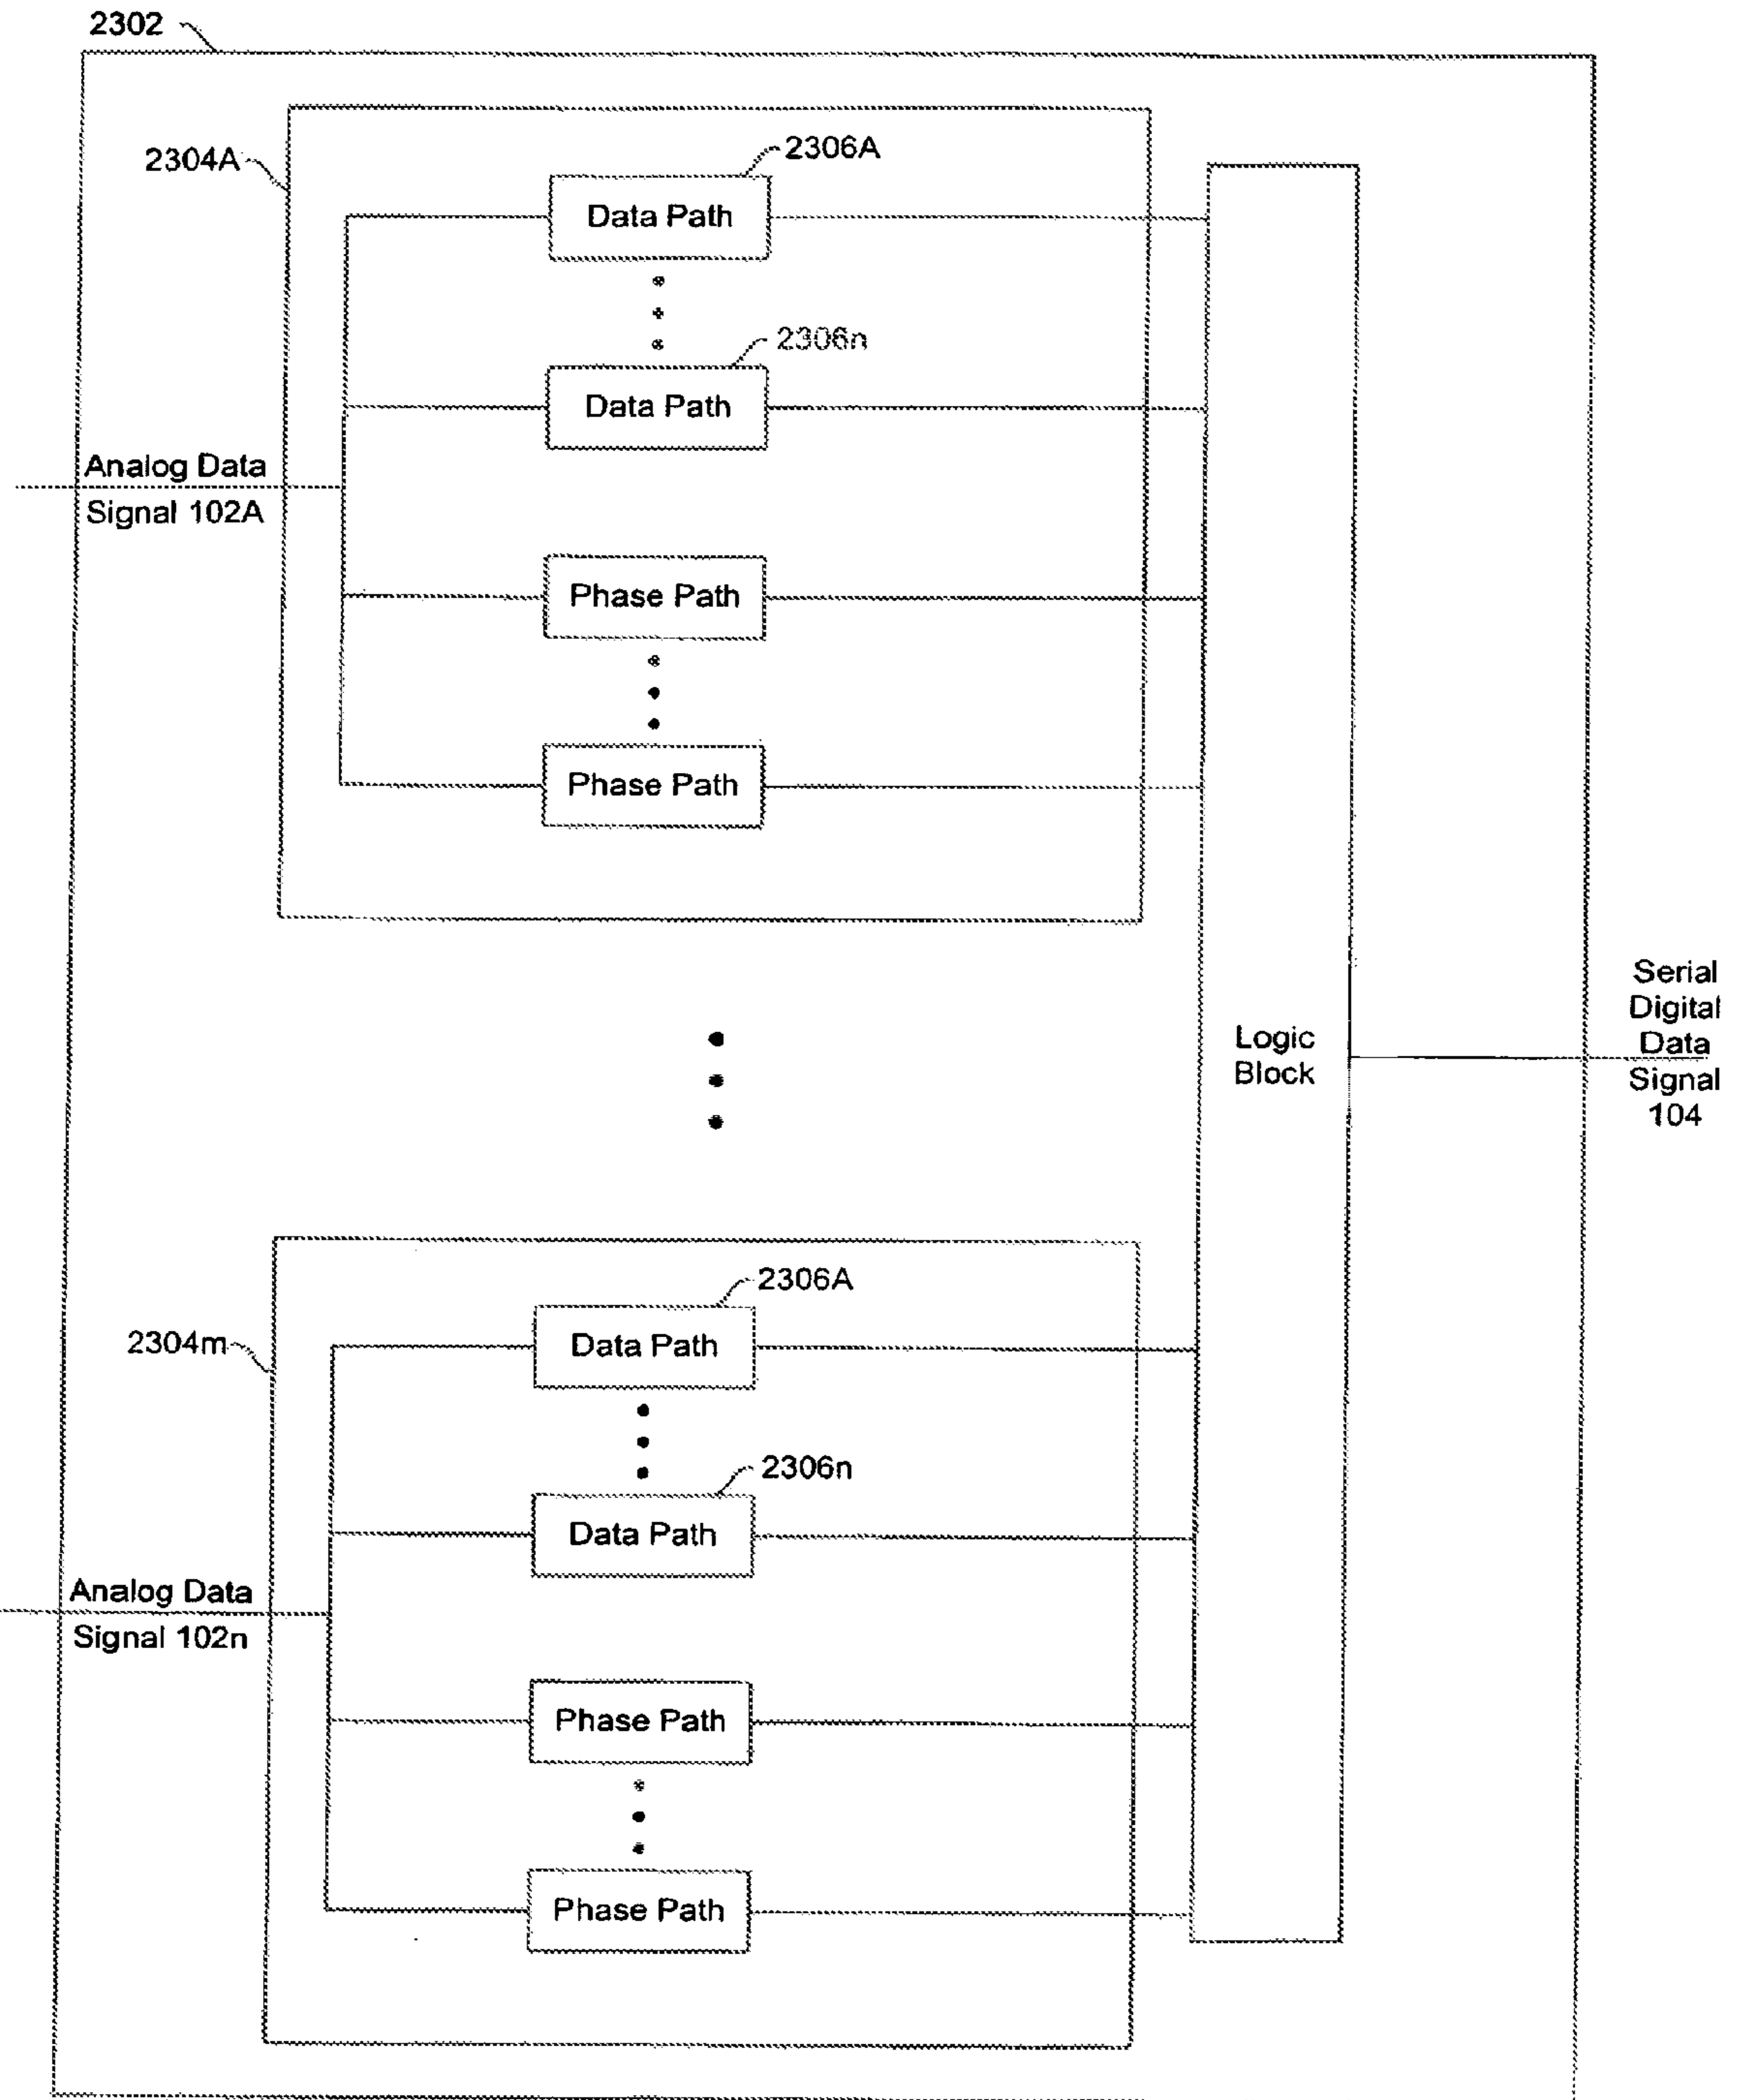 2302
2304A
2306A
Data Path
2306n
Data Path
Analog Data
Signal 102A
Phase Path
Phase Path
Serial
Digital
Data
Signal
104
Logic
Block
2306A
2304m
Data Path
2306n
Data Path
Analog Data
Signal 102n
Phase Path
Phase Path